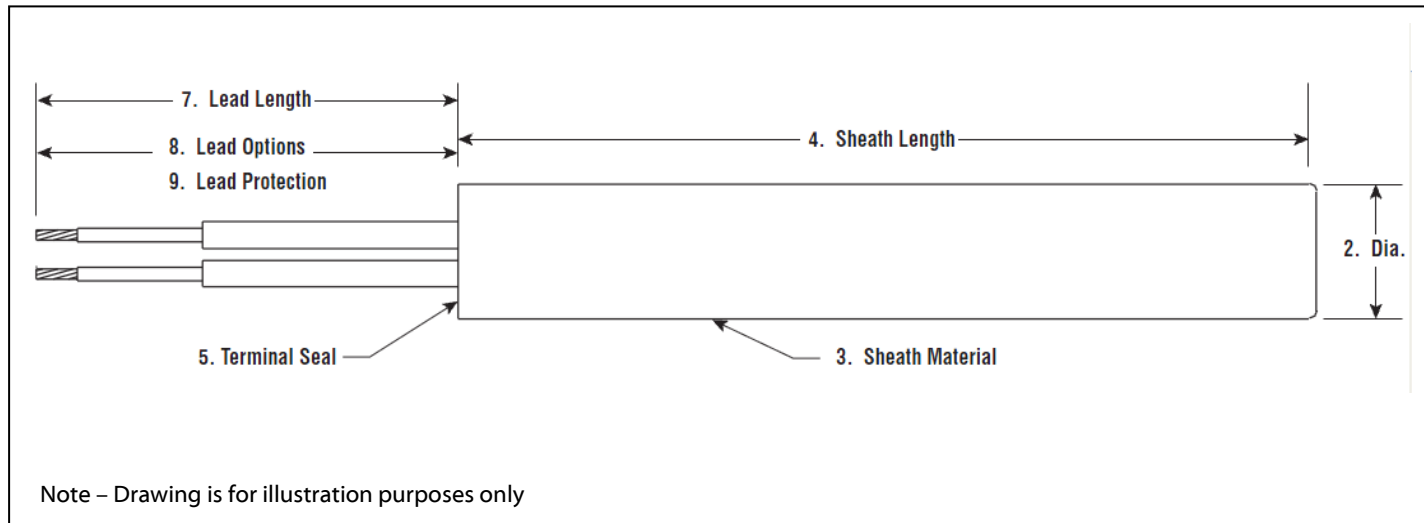 7. Lead Length
8. Lead Options
9. Lead Protection
4. Sheath Length
2. Dia.
5. Terminal Seal
3. Sheath Material
Note – Drawing is for illustration purposes only